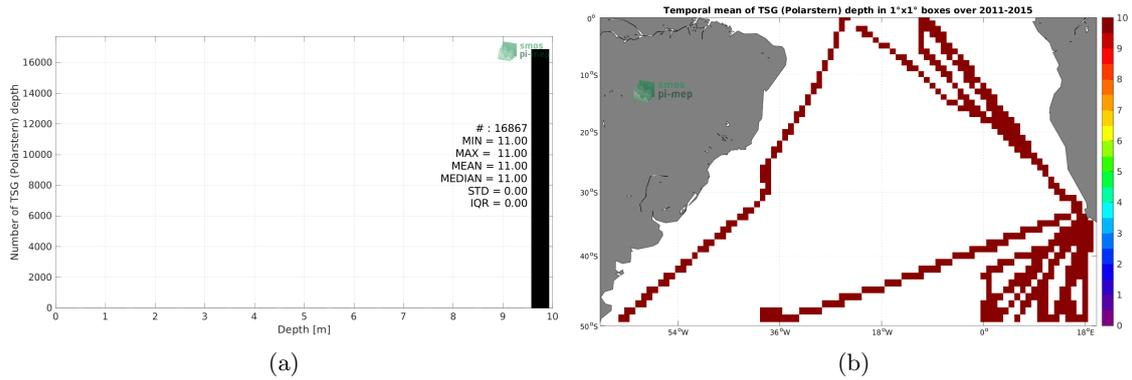 smos
pi-mep
Number of TSG (Polarstern) depth
16000
14000
12000
10000
8000
6000
4000
2000
0
# : 16867
MIN = 11.00
MAX = 11.00
MEAN = 11.00
MEDIAN = 11.00
STD = 0.00
IQR = 0.00
0 1 2 3 4 5 6 7 8 9 10
Depth [m]
(a)
Temporal mean of TSG (Polarstern) depth in 1°x1° boxes over 2011-2015
0°
10°S
20°S
30°S
40°S
50°S
smos
pi-mep
54°W 36°W 18°W 0° 18°E
10
9
8
7
6
5
4
3
2
1
0
(b)